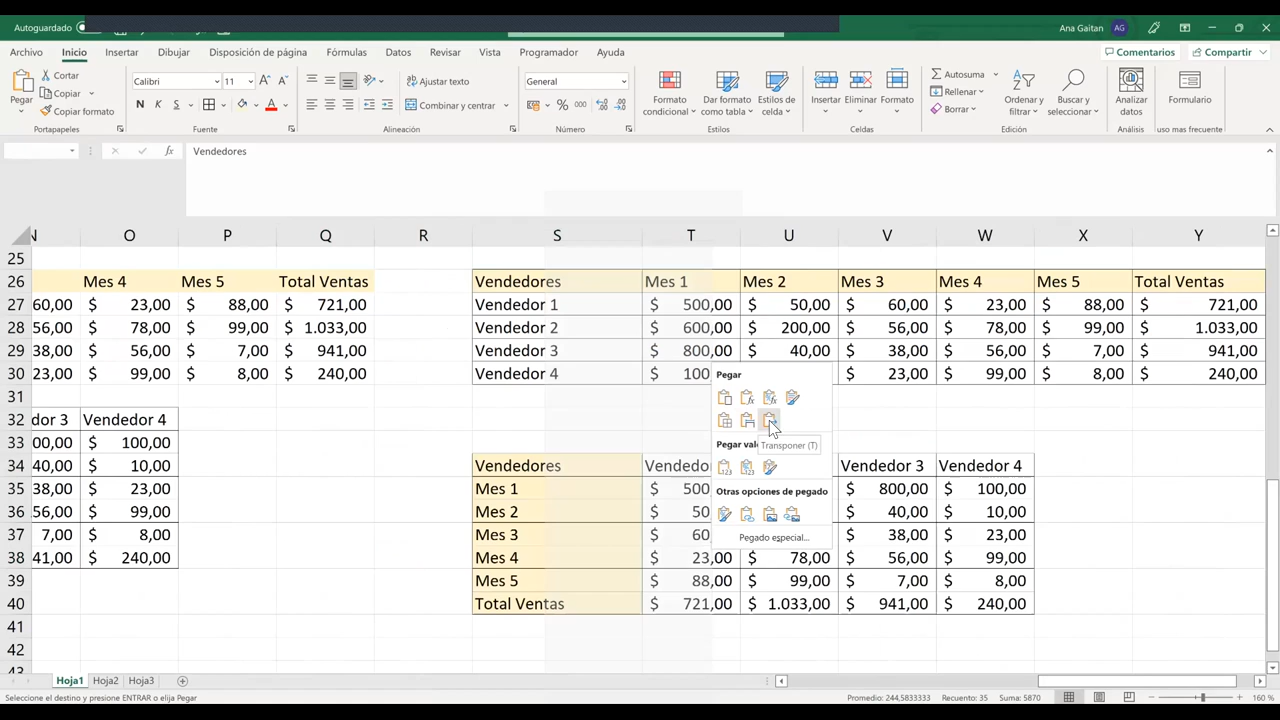 Autoguardado
Ana Gaitan AG
Archivo Inicio Insertar Dibujar Disposición de página Fórmulas Datos Revisar Vista Programador Ayuda Comentarios Compartir
Pegar Cortar Copiar Copiar formato
Calibri 11
N K S
Ajustar texto
Combinar y centrar
General
% 000
Formato condicional Dar formato como tabla Estilos de celda
Insertar Eliminar Formato
Autosuma Rellenar Borrar
Ordenar y filtrar Buscar y seleccionar
Analizar datos
Formulario
Portapapeles Fuente Alineación Número Estilos Celdas Edición Análisis uso mas frecuente
fx Vendedores
N O P Q R S T U V W X Y
25
26 Mes 4 Mes 5 Total Ventas Vendedores Mes 1 Mes 2 Mes 3 Mes 4 Mes 5 Total Ventas
27 60,00 $ 23,00 $ 88,00 $ 721,00 Vendedor 1 $ 500,00 $ 50,00 $ 60,00 $ 23,00 $ 88,00 $ 721,00
28 56,00 $ 78,00 $ 99,00 $ 1.033,00 Vendedor 2 $ 600,00 $ 200,00 $ 56,00 $ 78,00 $ 99,00 $ 1.033,00
29 38,00 $ 56,00 $ 7,00 $ 941,00 Vendedor 3 $ 800,00 $ 40,00 $ 38,00 $ 56,00 $ 7,00 $ 941,00
30 23,00 $ 99,00 $ 8,00 $ 240,00 Vendedor 4 $ 100, $ 23,00 $ 99,00 $ 8,00 $ 240,00
31
32 dor 3 Vendedor 4
33 00,00 $ 100,00
34 40,00 $ 10,00 Vendedores Vendedo Vendedor 3 Vendedor 4
35 38,00 $ 23,00 Mes 1 $ 500, $ 800,00 $ 100,00
36 56,00 $ 99,00 Mes 2 $ 50, $ 40,00 $ 10,00
37 7,00 $ 8,00 Mes 3 $ 60, $ 38,00 $ 23,00
38 41,00 $ 240,00 Mes 4 $ 23,00 $ 78,00 $ 56,00 $ 99,00
39 Mes 5 $ 88,00 $ 99,00 $ 7,00 $ 8,00
40 Total Ventas $ 721,00 $ 1.033,00 $ 941,00 $ 240,00
41
42
43
Pegar
Transponer (T)
Pegar val
Otras opciones de pegado
Pegado especial...
Hoja1 Hoja2 Hoja3
Seleccione el destino y presione ENTRAR o elija Pegar Promedio: 244,5833333 Recuento: 35 Suma: 5870 160 %